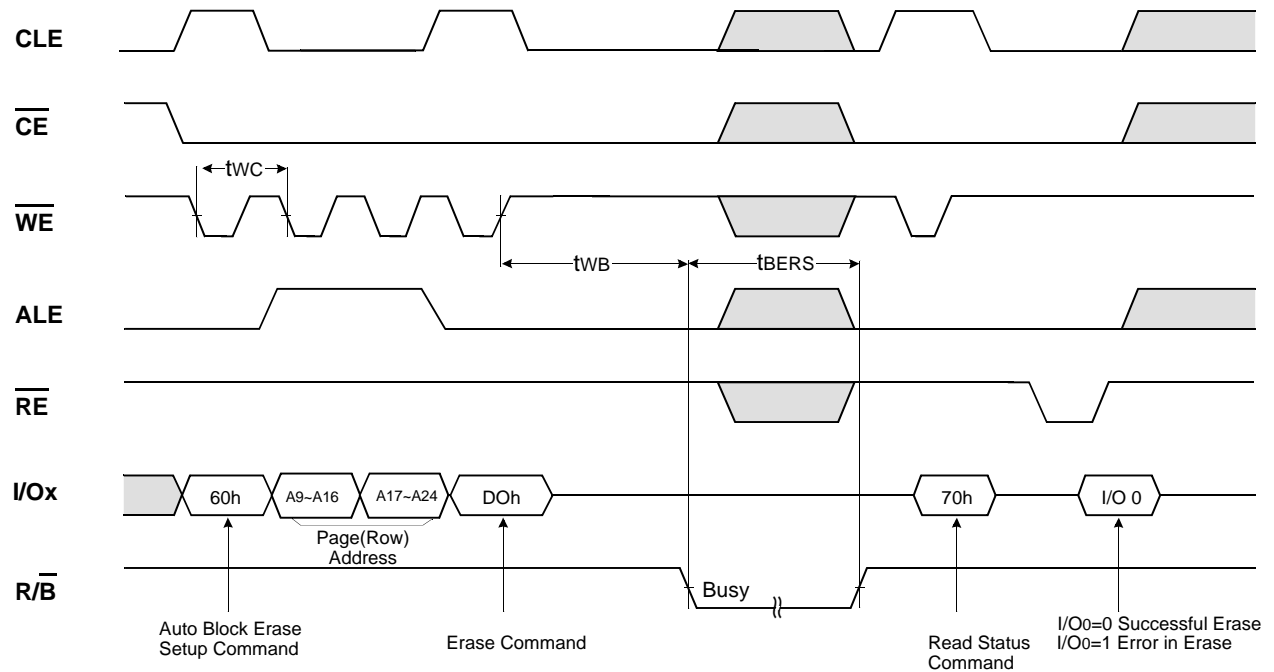 CLE
CE
tWC
WE
tWB
tBERS
ALE
RE
I/Ox
60h
A9~A16
A17~A24
DOh
70h
I/O 0
Page(Row)
Address
R/B
Busy
Auto Block Erase
Setup Command
Erase Command
Read Status
Command
I/O0=0 Successful Erase
I/O0=1 Error in Erase